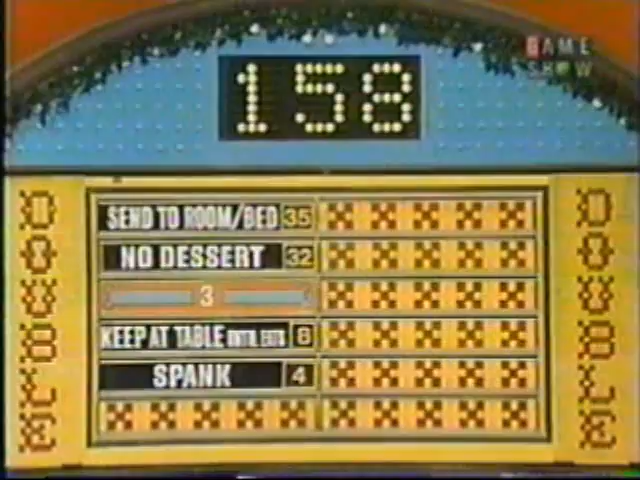 GAME
SHOW
158
SEND TO ROOM/BED 35
NO DESSERT 32
3
KEEP AT TABLE UNTIL EATS 6
SPANK 4
DOUBLE
DOUBLE